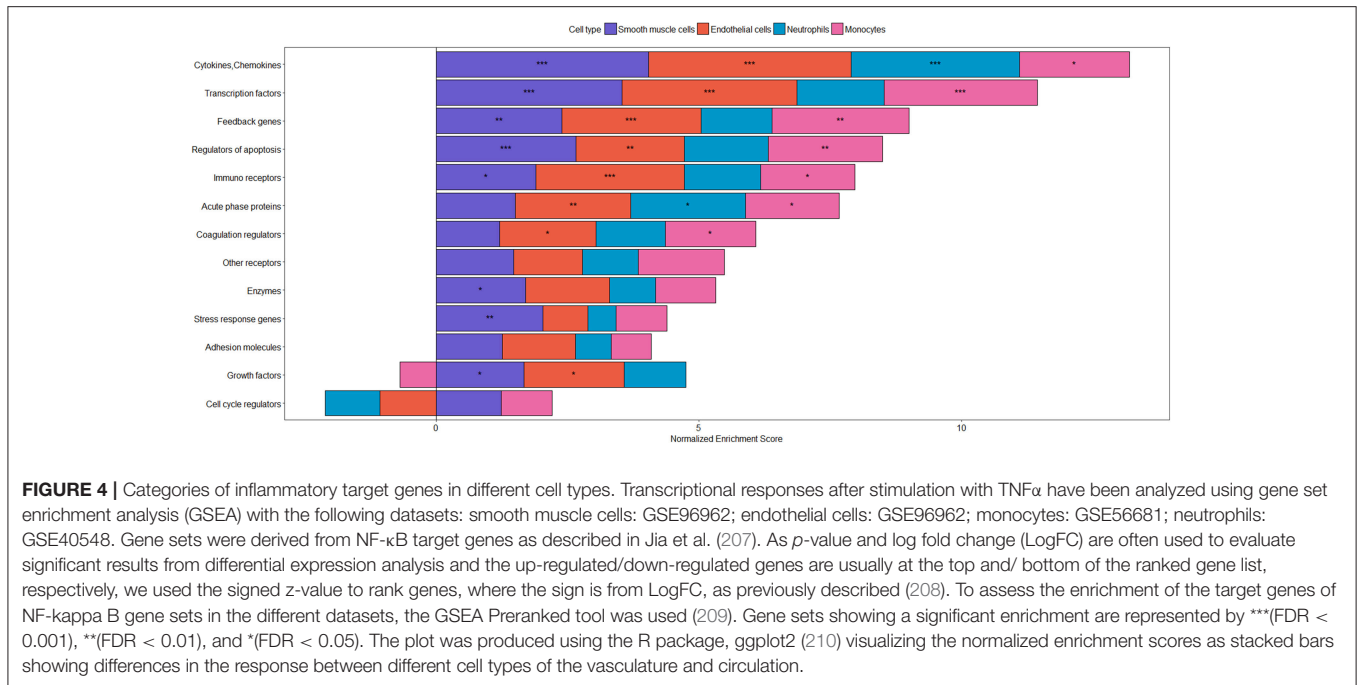 Cell type Smooth muscle cells Endothelial cells Neutrophils Monocytes
Cytokines,Chemokines *** *** *** *
Transcription factors *** *** ***
Feedback genes ** *** **
Regulators of apoptosis *** ** **
Immuno receptors * *** *
Acute phase proteins ** * *
Coagulation regulators * *
Other receptors
Enzymes *
Stress response genes **
Adhesion molecules
Growth factors * *
Cell cycle regulators
0 5 10
Normalized Enrichment Score
FIGURE 4 | Categories of inflammatory target genes in different cell types. Transcriptional responses after stimulation with TNFα have been analyzed using gene set
enrichment analysis (GSEA) with the following datasets: smooth muscle cells: GSE96962; endothelial cells: GSE96962; monocytes: GSE56681; neutrophils:
GSE40548. Gene sets were derived from NF-κB target genes as described in Jia et al. (207). As p-value and log fold change (LogFC) are often used to evaluate
significant results from differential expression analysis and the up-regulated/down-regulated genes are usually at the top and/ bottom of the ranked gene list,
respectively, we used the signed z-value to rank genes, where the sign is from LogFC, as previously described (208). To assess the enrichment of the target genes of
NF-kappa B gene sets in the different datasets, the GSEA Preranked tool was used (209). Gene sets showing a significant enrichment are represented by ***(FDR <
0.001), **(FDR < 0.01), and *(FDR < 0.05). The plot was produced using the R package, ggplot2 (210) visualizing the normalized enrichment scores as stacked bars
showing differences in the response between different cell types of the vasculature and circulation.